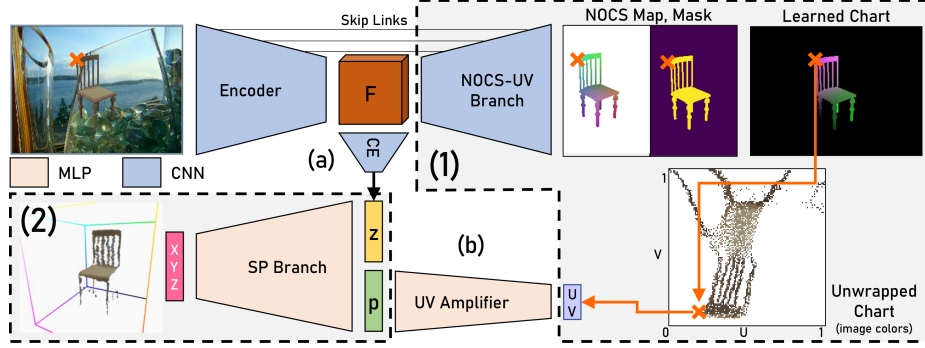 Skip Links
NOCS Map, Mask
Learned Chart
Encoder
F
NOCS-UV
Branch
CE
(a)
(1)
MLP
CNN
(2)
X
Y
Z
SP Branch
z
p
(b)
UV Amplifier
U
V
1
V
0
U
1
Unwrapped
Chart
(image colors)